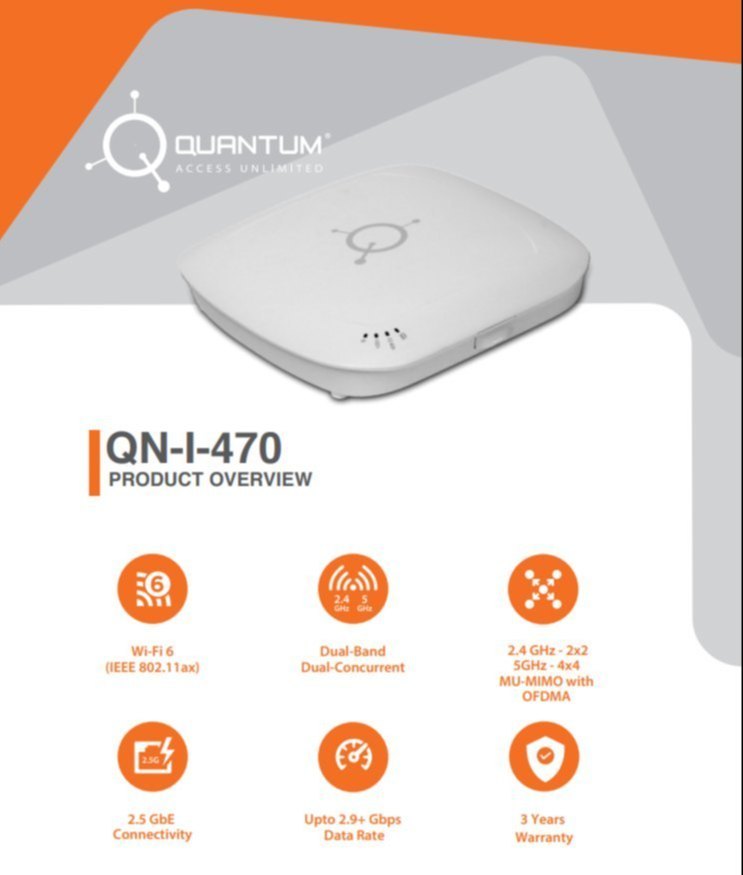 QUANTUM®
ACCESS UNLIMITED
QN-I-470
PRODUCT OVERVIEW
6
2.4 5
GHz GHz
Wi-Fi 6
(IEEE 802.11ax)
Dual-Band
Dual-Concurrent
2.4 GHz - 2x2
5GHz - 4x4
MU-MIMO with
OFDMA
2.5G
2.5 GbE
Connectivity
Upto 2.9+ Gbps
Data Rate
3 Years
Warranty